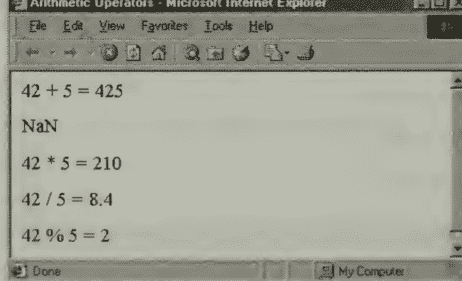 Arithmetic Operators - Microsoft Internet Explorer
File Edit View Favorites Tools Help
42 + 5 = 425
NaN
42 * 5 = 210
42 / 5 = 8.4
42 % 5 = 2
Done My Computer